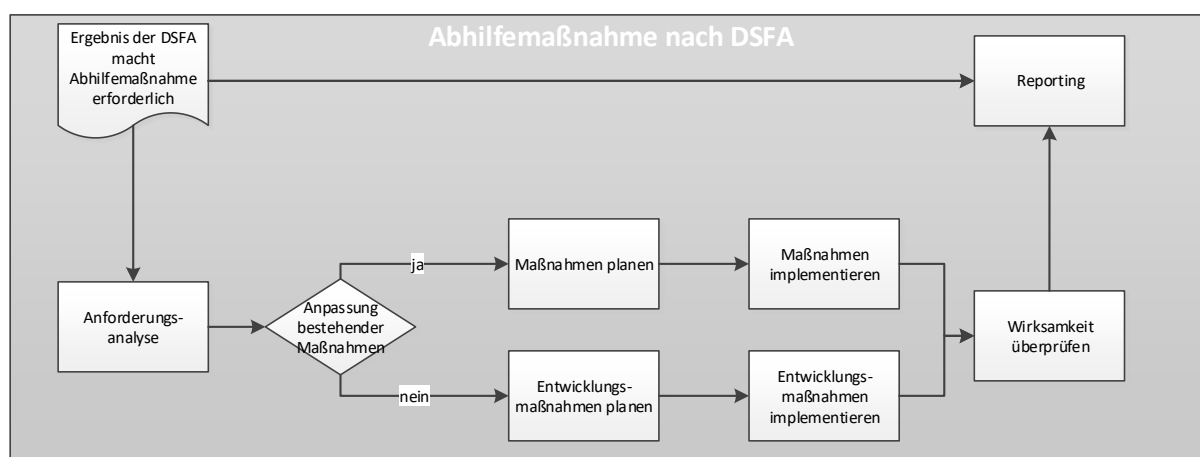 Abhilfemaßnahme nach DSFA
Ergebnis der DSFA
macht
Abhilfemaßnahme
erforderlich
Reporting
Anforderungs-
analyse
Anpassung
bestehender
Maßnahmen
ja
Maßnahmen planen
Maßnahmen
implementieren
nein
Entwicklungs-
maßnahmen planen
Entwicklungs-
maßnahmen
implementieren
Wirksamkeit
überprüfen